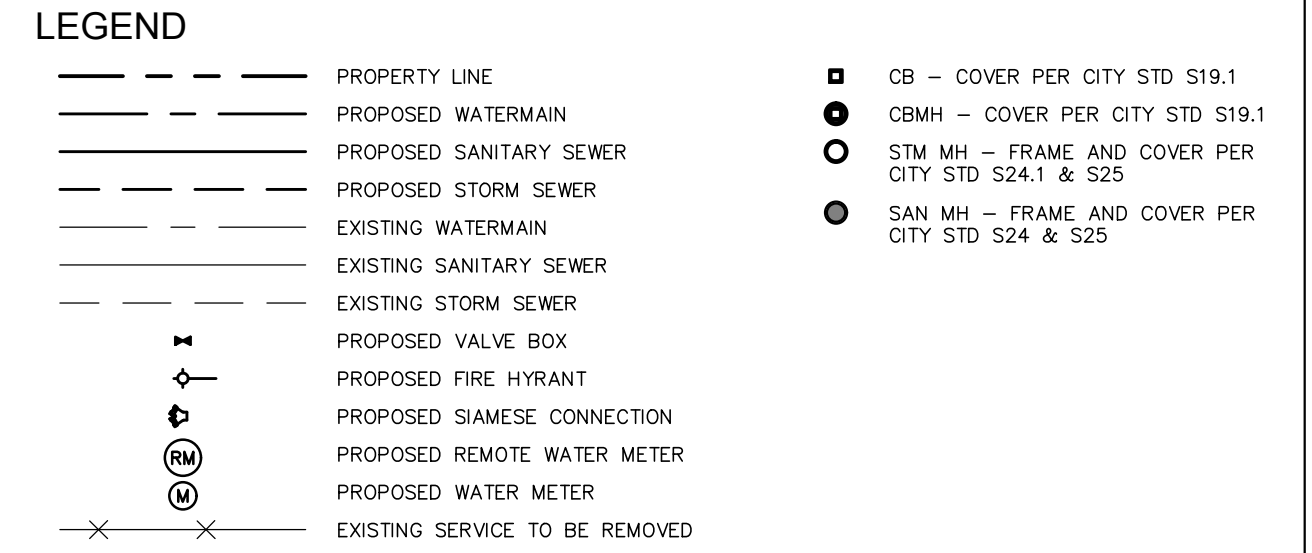 LEGEND
PROPERTY LINE
PROPOSED WATERMAIN
PROPOSED SANITARY SEWER
PROPOSED STORM SEWER
EXISTING WATERMAIN
EXISTING SANITARY SEWER
EXISTING STORM SEWER
PROPOSED VALVE BOX
PROPOSED FIRE HYRANT
PROPOSED SIAMESE CONNECTION
RM PROPOSED REMOTE WATER METER
M PROPOSED WATER METER
EXISTING SERVICE TO BE REMOVED
CB – COVER PER CITY STD S19.1
CBMH – COVER PER CITY STD S19.1
STM MH – FRAME AND COVER PER
CITY STD S24.1 & S25
SAN MH – FRAME AND COVER PER
CITY STD S24 & S25